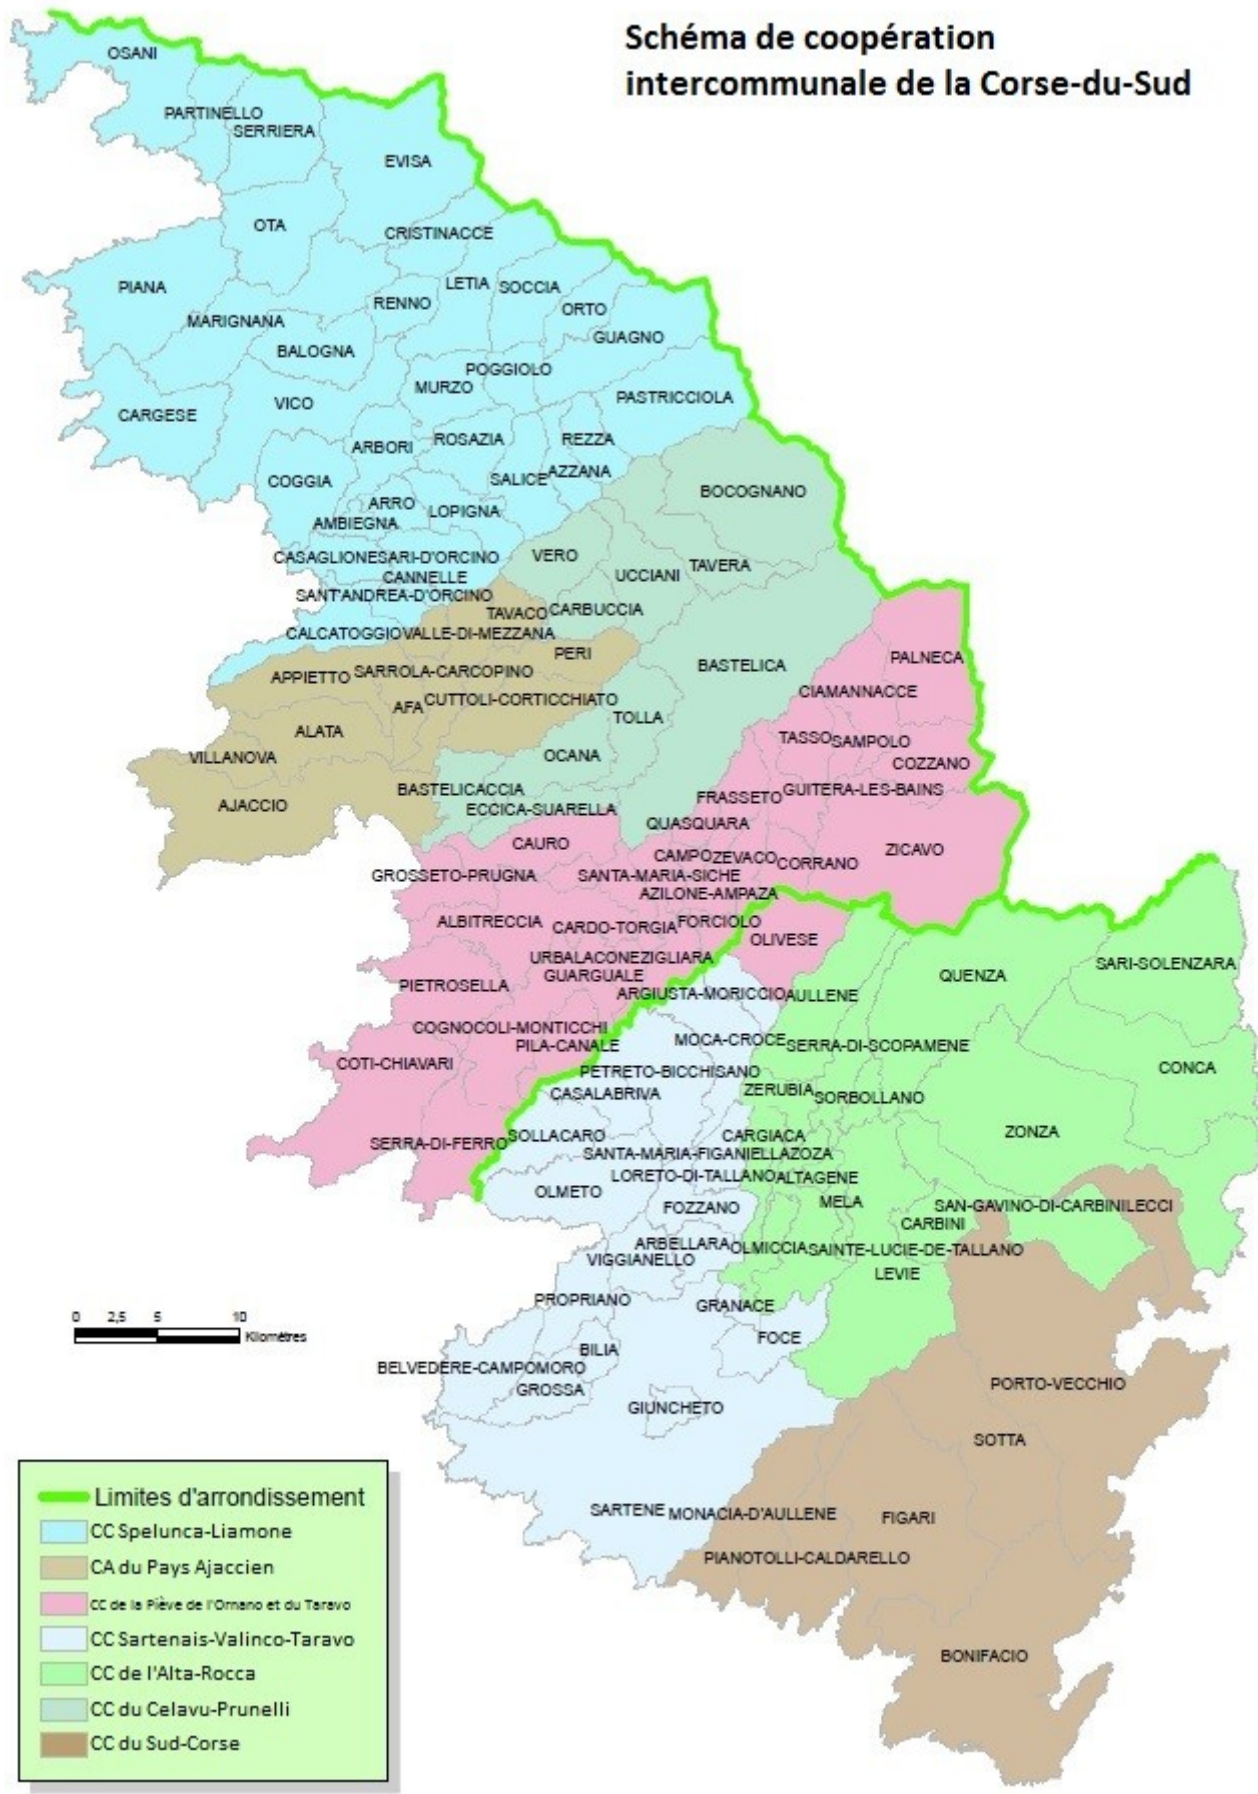 Schéma de coopération
intercommunale de la Corse-du-Sud
OSANI
PARTINELLO
SERRIERA
EVISA
OTA
CRISTINACCE
PIANA
LETIA
SOCCIA
RENNO
ORTO
MARIGNANA
GUAGNO
BALOGNA
POGGIOLO
MURZO
PASTRICCIOLA
VICO
CARGESE
ARBORI
ROSAZIA
REZZA
COGGIA
SALICE
AZZANA
BOCOGNANO
ARRO
LOPIGNA
AMBIEGNA
CASAGLIONE
SARI-D'ORCINO
VERO
TAVERA
CANNELLE
UCCIANI
SANT'ANDREA-D'ORCINO
TAVACO
CARBUCCIA
CALCATOGGIO
VALLE-DI-MEZZANA
PERI
PALNECA
BASTELICA
APPIETTO
SARROLA-CARCOPINO
CIAMANNACCE
AFA
CUTTOLI-CORTICCHIATO
TOLLA
ALATA
TASSO
SAMPOLO
VILLANOVA
OCANA
COZZANO
BASTELICACCIA
GUITERA-LES-BAINS
AJACCIO
ECCICA-SUARELLA
FRASSETO
QUASQUARA
CAURO
CAMPO
ZEVACO
CORRANO
ZICAVO
GROSSETO-PRUGNA
SANTA-MARIA-SICHE
AZILONE-AMPAZA
ALBITRECCIA
CARDO-TORGIA
FORCIOLO
OLIVESE
URBALACONE
ZIGLIARA
QUENZA
SARI-SOLENZARA
PIETROSELLA
GUARGUALE
ARGIUSTA-MORICCIO
AULLENE
COGNOCOLI-MONTICCHI
PILA-CANALE
MOCA-CROCE
SERRA-DI-SCOPAMENE
COTI-CHIAVARI
PETRETO-BICCHISANO
CONCA
CASALABRIVA
ZERUBIA
SORBOLLANO
SERRA-DI-FERRO
SOLLACARO
CARGIACA
ZONZA
SANTA-MARIA-FIGANIELLA
ZOZA
LORETO-DI-TALLANO
ALTAGENE
OLMETO
FOZZANO
MELA
SAN-GAVINO-DI-CARBINI
LECCI
CARBINI
ARBELLARA
OLMICCIA
SAINTE-LUCIE-DE-TALLANO
VIGGIANELLO
LEVIE
PROPRIANO
GRANACE
0 2,5 5 10
Kilomètres
BILIA
FOCE
BELVEDERE-CAMPOMORO
GROSSA
PORTO-VECCHIO
GIUNCHETO
SOTTA
SARTENE
MONACIA-D'AULLENE
FIGARI
PIANOTOLLI-CALDARELLO
BONIFACIO
Limites d'arrondissement
CC Spelunca-Liamone
CA du Pays Ajaccien
CC de la Piève de l'Ornano et du Taravo
CC Sartenais-Valinco-Taravo
CC de l'Alta-Rocca
CC du Celavu-Prunelli
CC du Sud-Corse